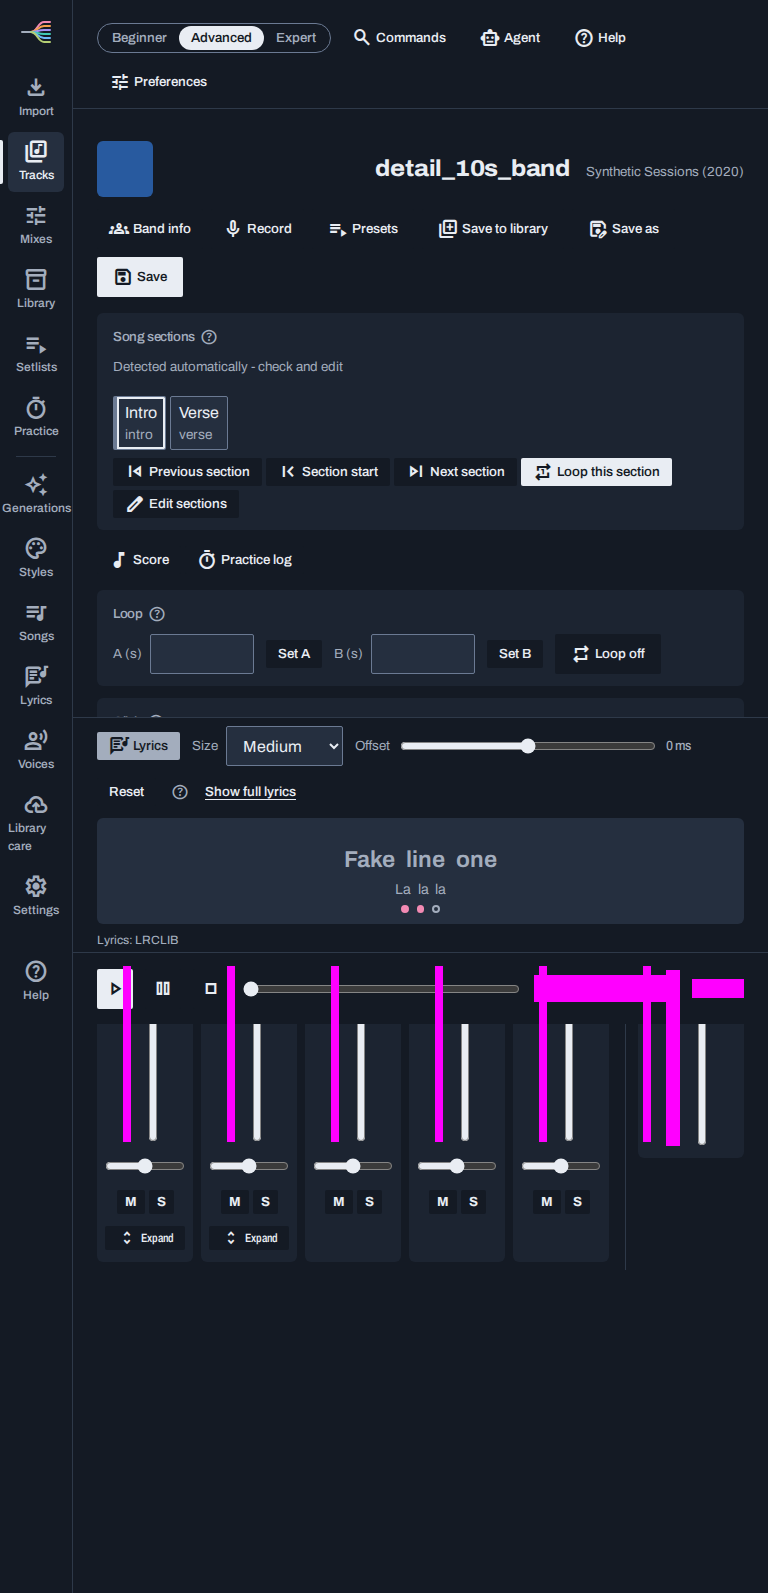 Beginner Advanced Expert Commands Agent Help
Preferences
Import
Tracks
Mixes
Library
Setlists
Practice
Generations
Styles
Songs
Lyrics
Voices
Library
care
Settings
Help
detail_10s_band Synthetic Sessions (2020)
Band info Record Presets Save to library Save as
Save
Song sections
Detected automatically - check and edit
Intro Verse
intro verse
Previous section Section start Next section Loop this section
Edit sections
Score Practice log
Loop
A (s) Set A B (s) Set B Loop off
Lyrics Size Medium Offset 0 ms
Reset Show full lyrics
Fake line one
La la la
Lyrics: LRCLIB
M S M S M S M S M S
Expand Expand